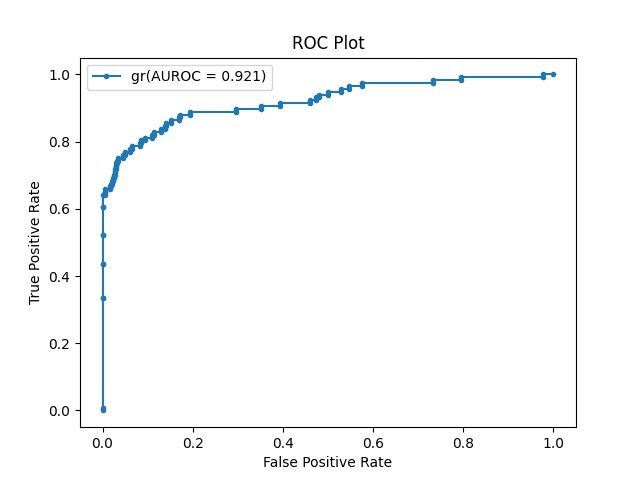 ROC Plot
gr(AUROC = 0.921)
True Positive Rate
1.0
0.8
0.6
0.4
0.2
0.0
0.0 0.2 0.4 0.6 0.8 1.0
False Positive Rate